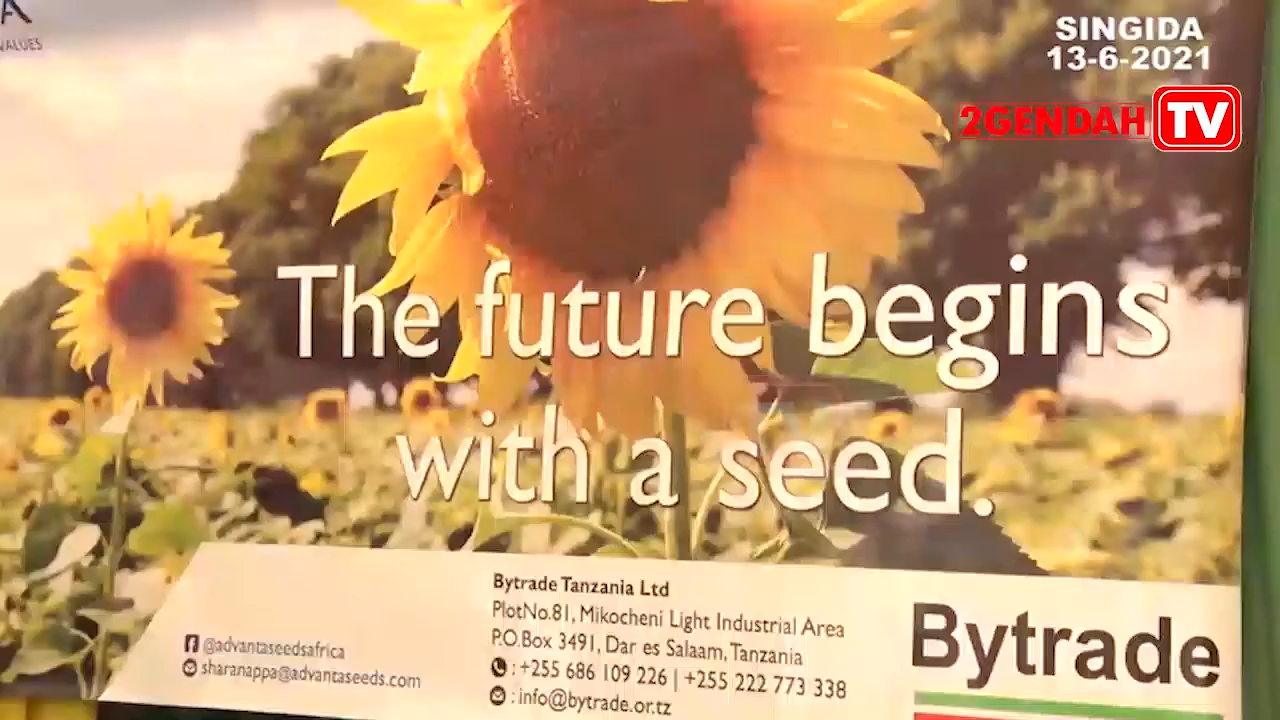 VALUES
SINGIDA
13-6-2021
2GENDAH TV
The future begins
with a seed.
@advantaseedsafrica
sharanappa@advantaseeds.com
Bytrade Tanzania Ltd
PlotNo.81, Mikocheni Light Industrial Area
P.O.Box 3491, Dar es Salaam, Tanzania
: +255 686 109 226 | +255 222 773 338
: info@bytrade.or.tz
Bytrade